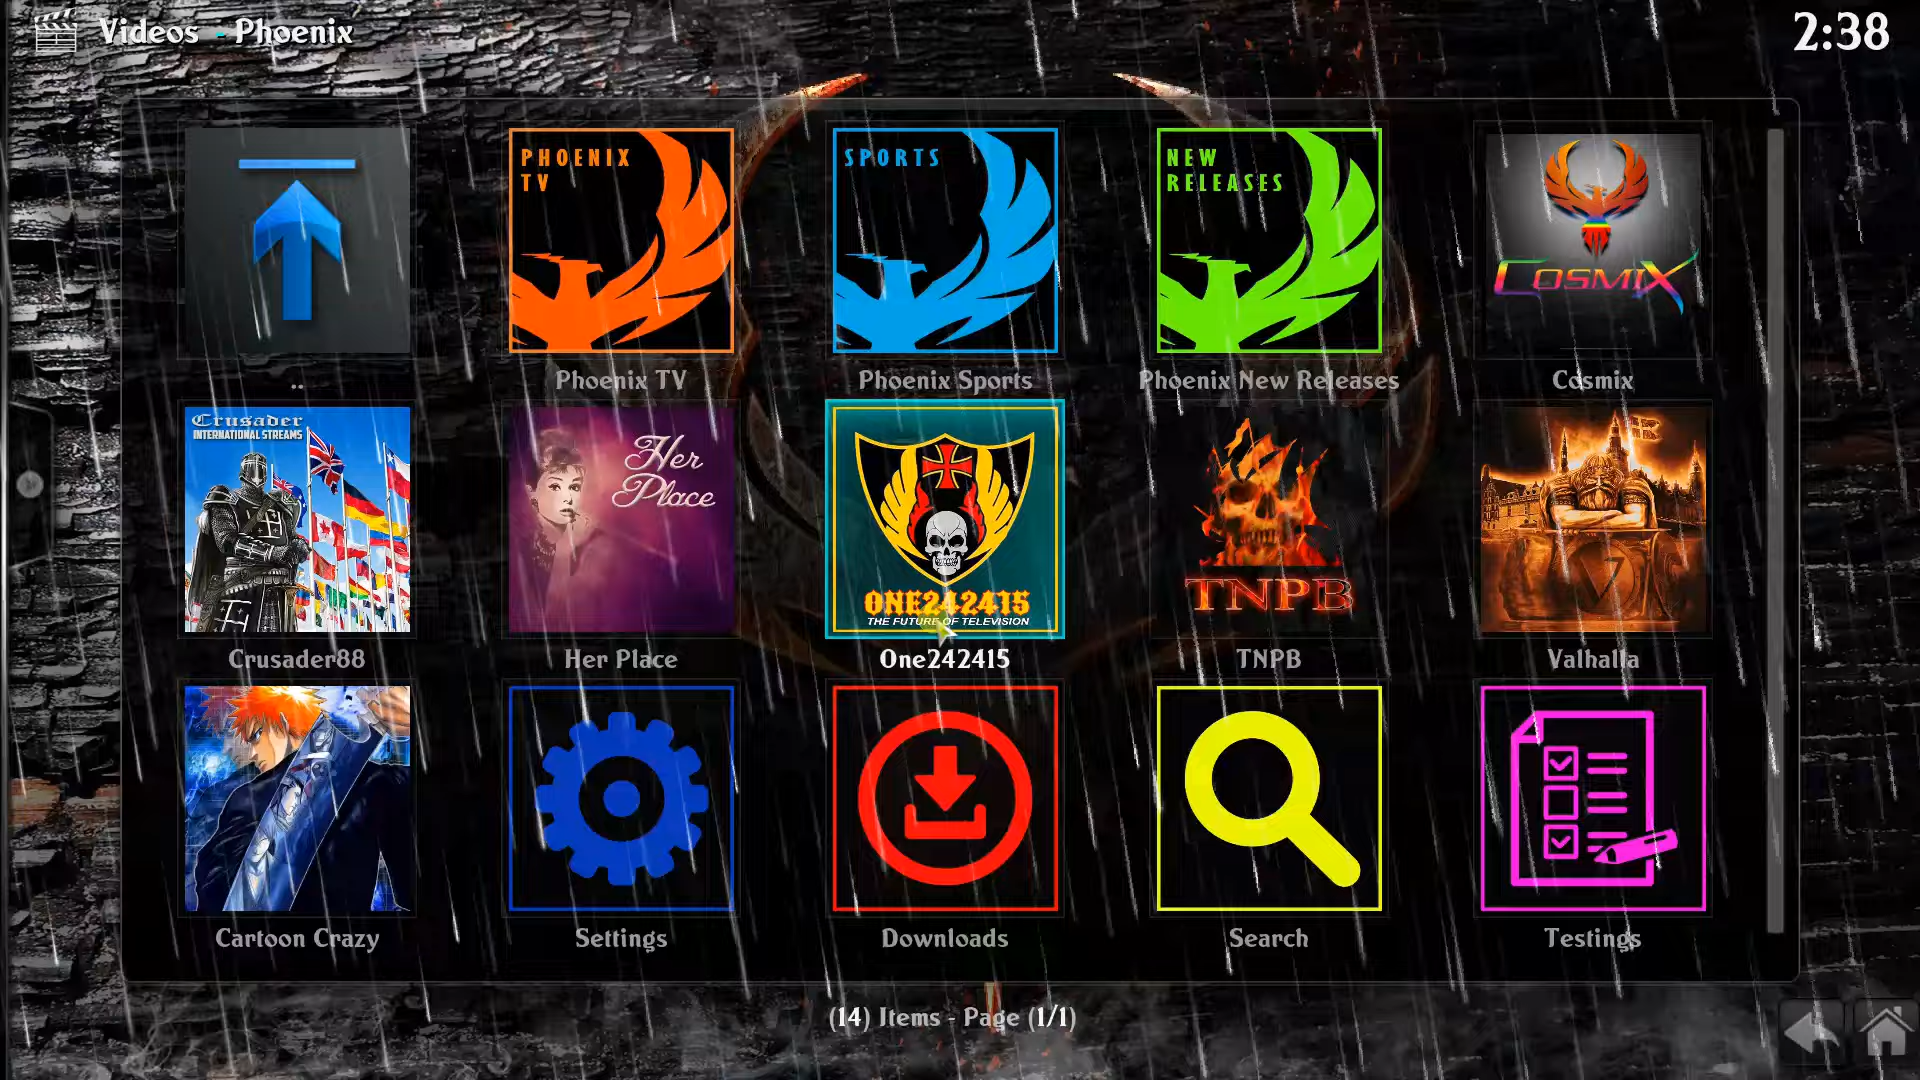 Videos - Phoenix
2:38
PHOENIX
TV
SPORTS
NEW
RELEASES
COSMIX
..
Phoenix TV
Phoenix Sports
Phoenix New Releases
Cosmix
Crusader
INTERNATIONAL STREAMS
Her
Place
ONE242415
THE FUTURE OF TELEVISION
TNPB
Crusader88
Her Place
One242415
TNPB
Valhalla
Cartoon Crazy
Settings
Downloads
Search
Testings
(14) Items - Page (1/1)